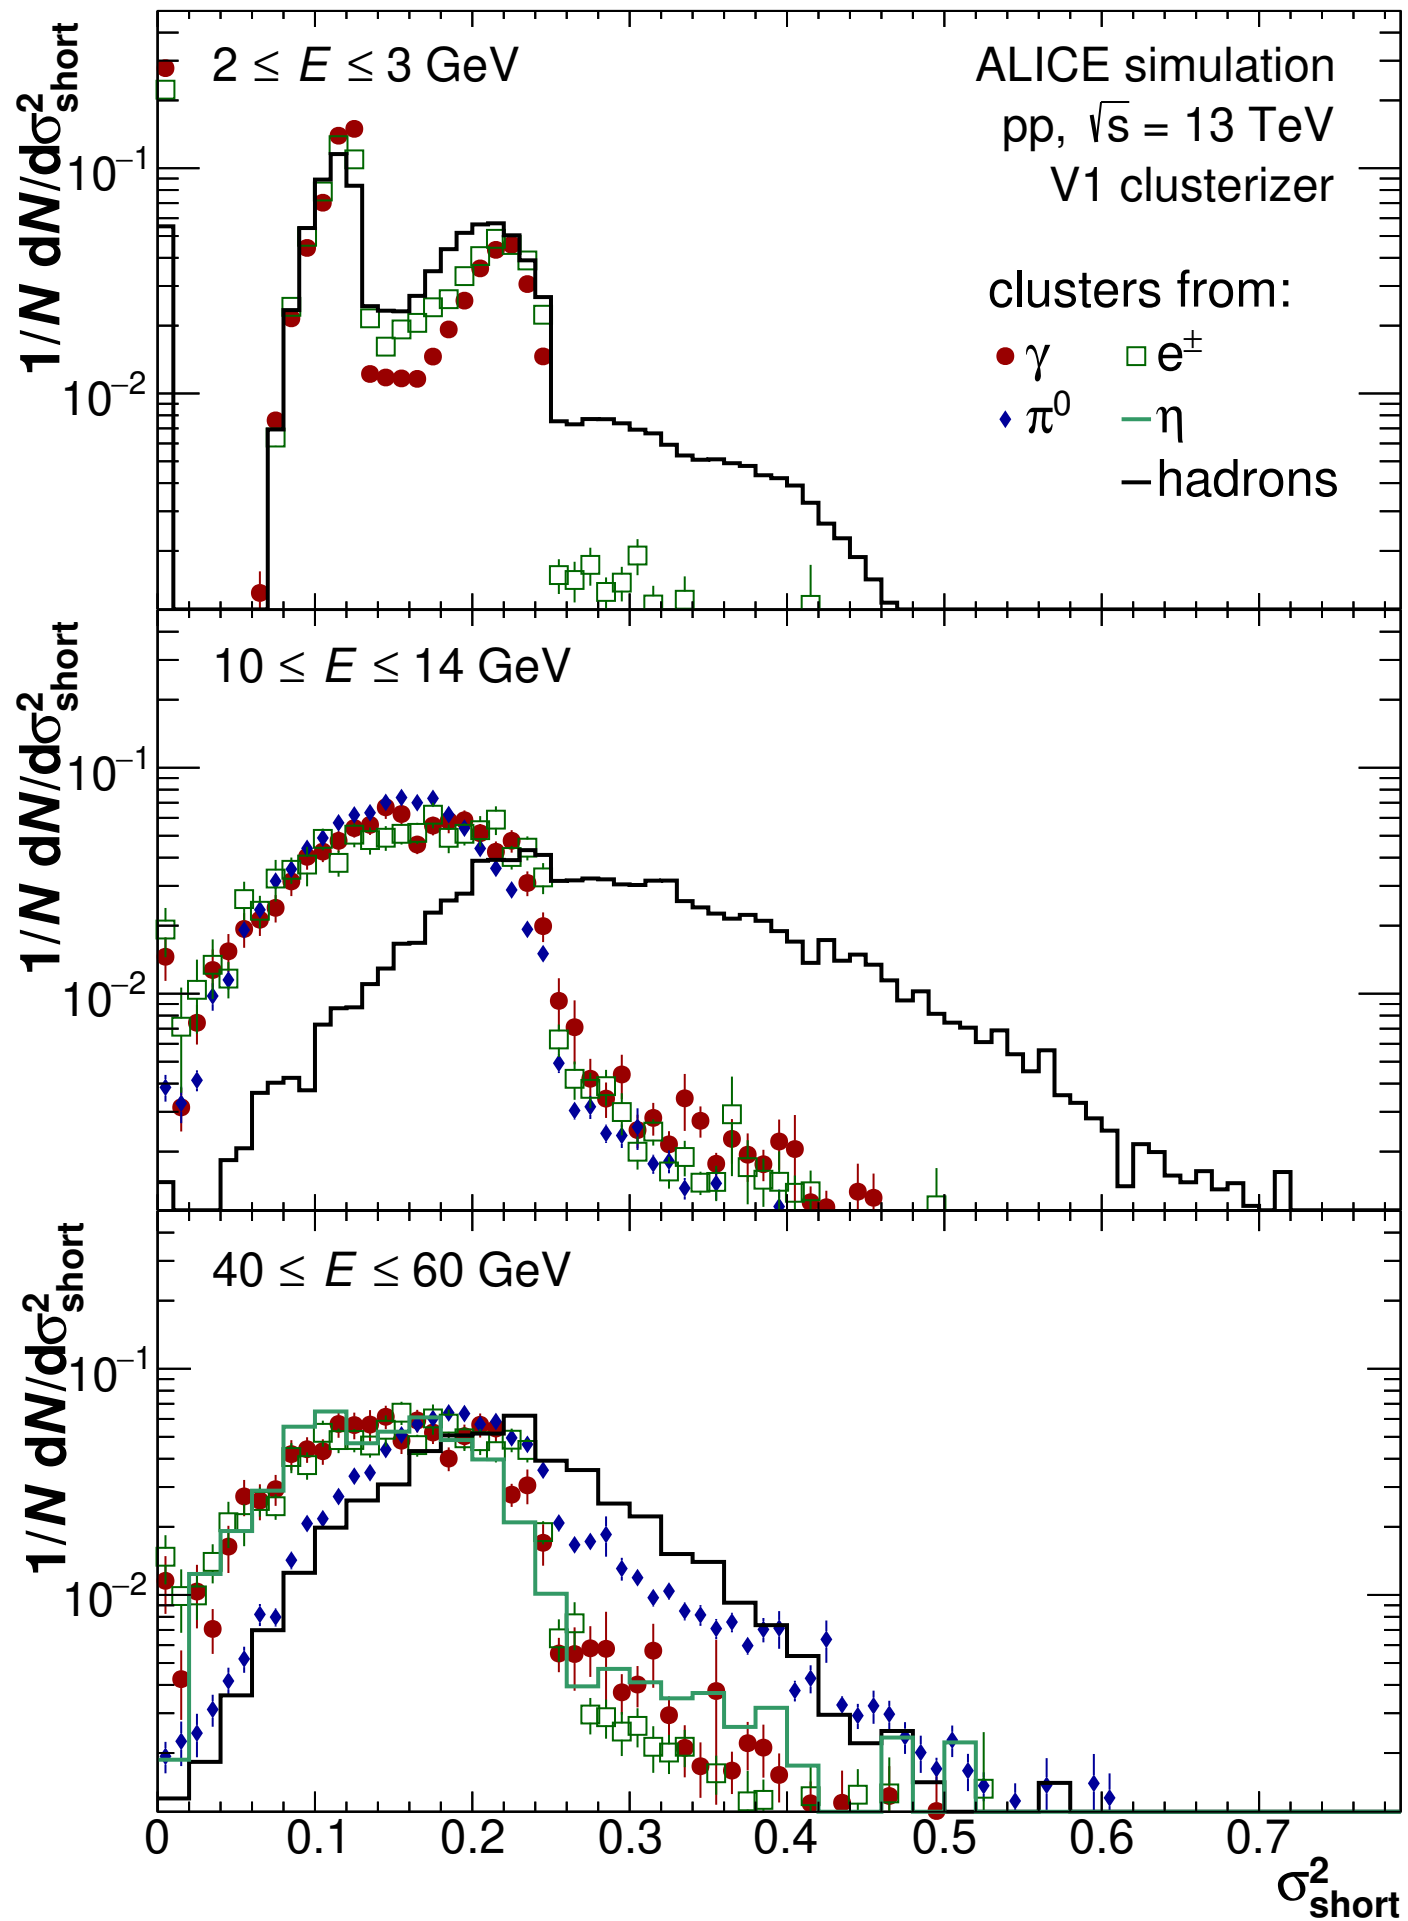 2 ≤ E ≤ 3 GeV
ALICE simulation
pp, √s = 13 TeV
V1 clusterizer
clusters from:
γ e±
π⁰ η
hadrons
1/N dN/dσ²short
10⁻¹
10⁻²
10 ≤ E ≤ 14 GeV
1/N dN/dσ²short
10⁻¹
10⁻²
40 ≤ E ≤ 60 GeV
1/N dN/dσ²short
10⁻¹
10⁻²
0 0.1 0.2 0.3 0.4 0.5 0.6 0.7
σ²short